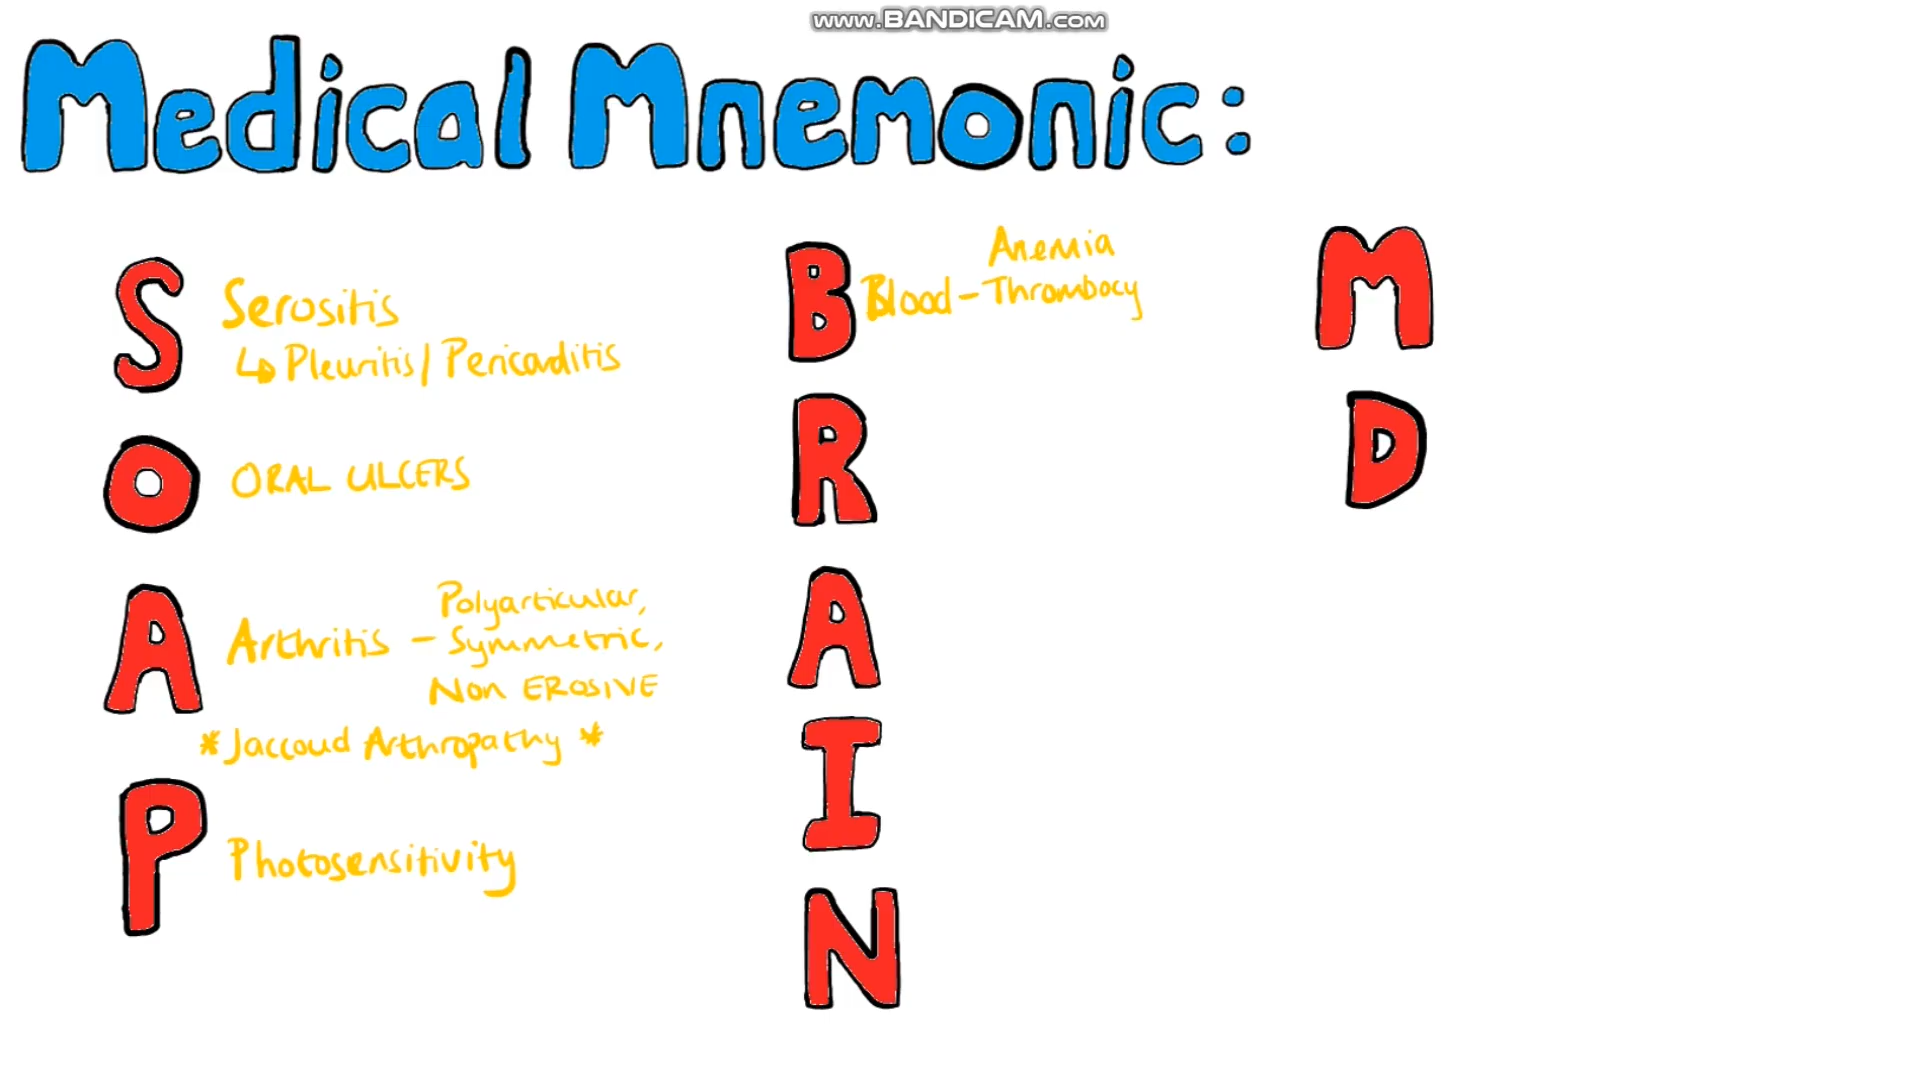 www.BANDICAM.com
Medical Mnemonic:
S Serositis
↳ Pleuritis/Pericarditis
O ORAL ULCERS
A Arthritis - Polyarticular,
Symmetric,
Non EROSIVE
*Jaccoud Arthropathy*
P Photosensitivity
B Blood - Anemia
Thrombocy
R
A
I
N
M
D